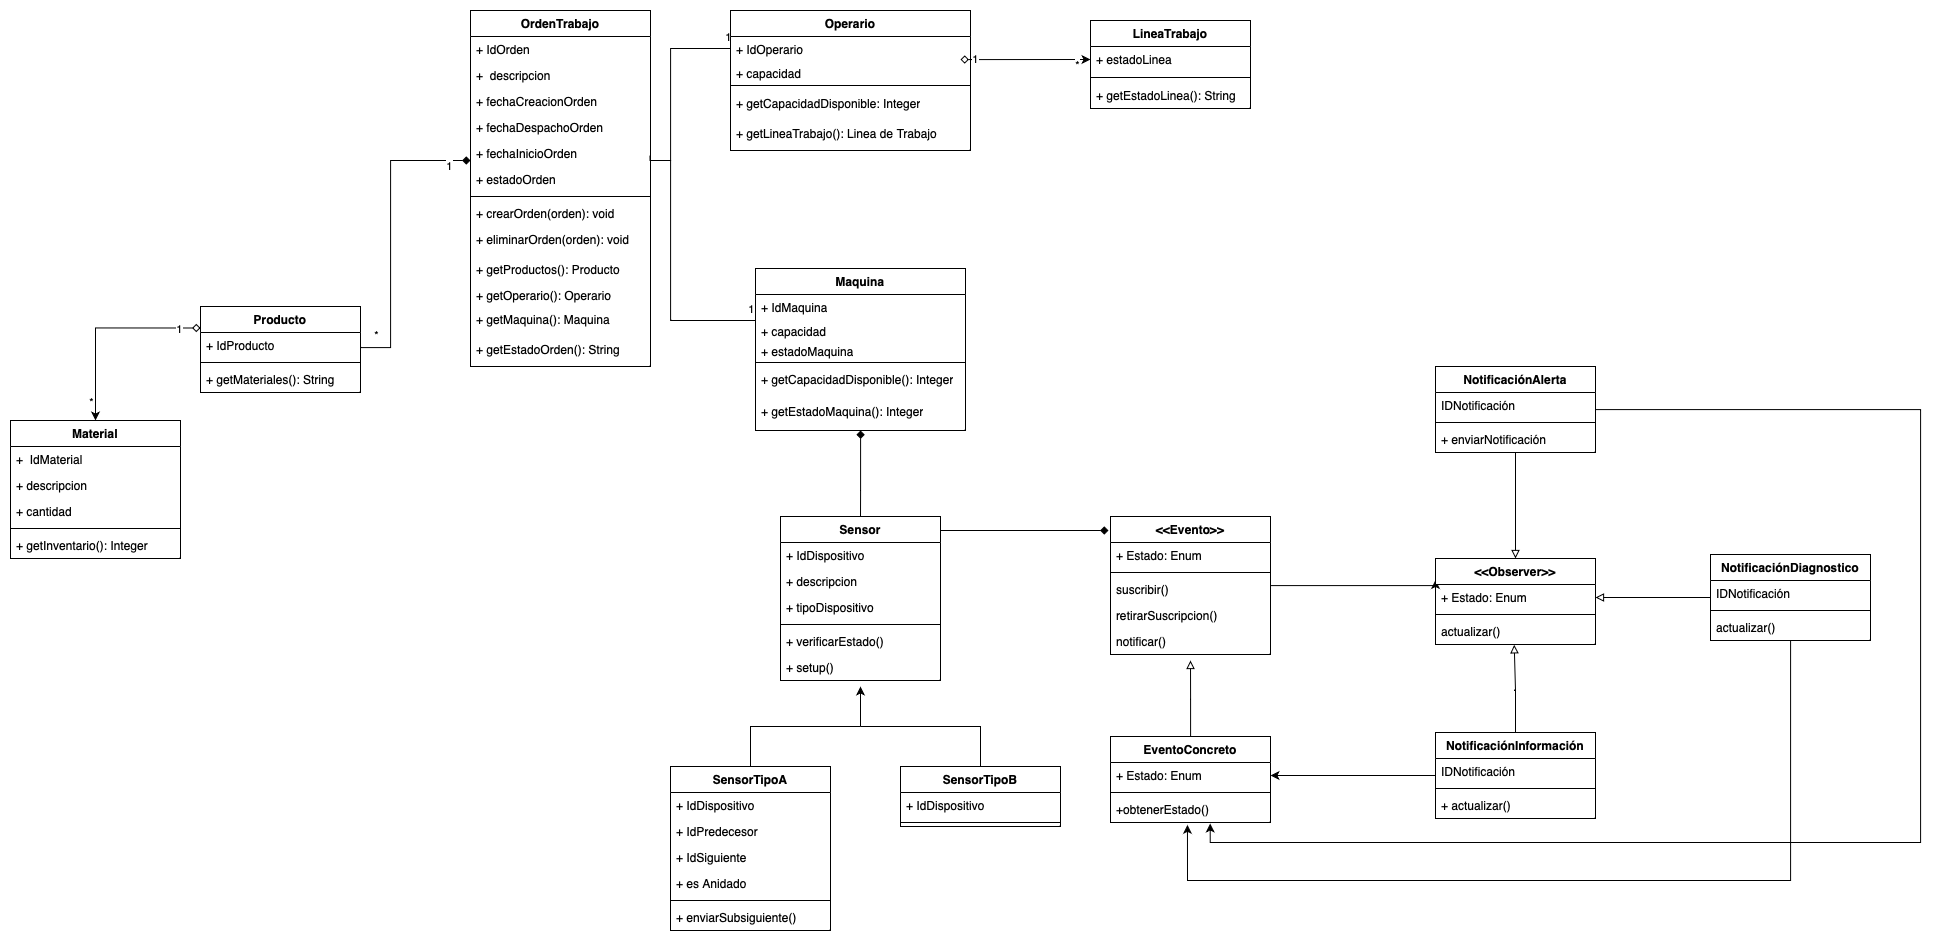 OrdenTrabajo
+ IdOrden
+ descripcion
+ fechaCreacionOrden
+ fechaDespachoOrden
+ fechaInicioOrden
+ estadoOrden
+ crearOrden(orden): void
+ eliminarOrden(orden): void
+ getProductos(): Producto
+ getOperario(): Operario
+ getMaquina(): Maquina
+ getEstadoOrden(): String
1
1
Operario
+ IdOperario
+ capacidad
+ getCapacidadDisponible: Integer
+ getLineaTrabajo(): Linea de Trabajo
1
*
LineaTrabajo
+ estadoLinea
+ getEstadoLinea(): String
*
Producto
+ IdProducto
+ getMateriales(): String
1
*
Material
+ IdMaterial
+ descripcion
+ cantidad
+ getInventario(): Integer
1
Maquina
+ IdMaquina
+ capacidad
+ estadoMaquina
+ getCapacidadDisponible(): Integer
+ getEstadoMaquina(): Integer
Sensor
+ IdDispositivo
+ descripcion
+ tipoDispositivo
+ verificarEstado()
+ setup()
SensorTipoA
+ IdDispositivo
+ IdPredecesor
+ IdSiguiente
+ es Anidado
+ enviarSubsiguiente()
SensorTipoB
+ IdDispositivo
<<Evento>>
+ Estado: Enum
suscribir()
retirarSuscripcion()
notificar()
EventoConcreto
+ Estado: Enum
+obtenerEstado()
NotificaciónAlerta
IDNotificación
+ enviarNotificación
<<Observer>>
+ Estado: Enum
actualizar()
NotificaciónDiagnostico
IDNotificación
actualizar()
NotificaciónInformación
IDNotificación
+ actualizar()